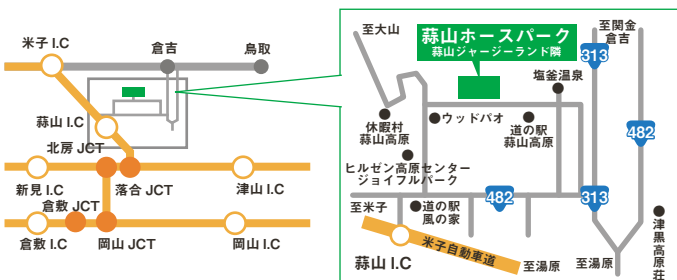 米子 I.C
倉吉
鳥取
蒜山 I.C
北房 JCT
新見 I.C
落合 JCT
津山 I.C
倉敷 JCT
倉敷 I.C
岡山 JCT
岡山 I.C
至大山
蒜山ホースパーク
蒜山ジャージーランド隣
至関金
倉吉
313
塩釜温泉
休暇村
蒜山高原
ウッドパオ
道の駅
蒜山高原
482
ヒルゼン高原センター
ジョイフルパーク
482
313
至米子
道の駅
風の家
米子自動車道
蒜山 I.C
至湯原
至湯原
津黒高原荘